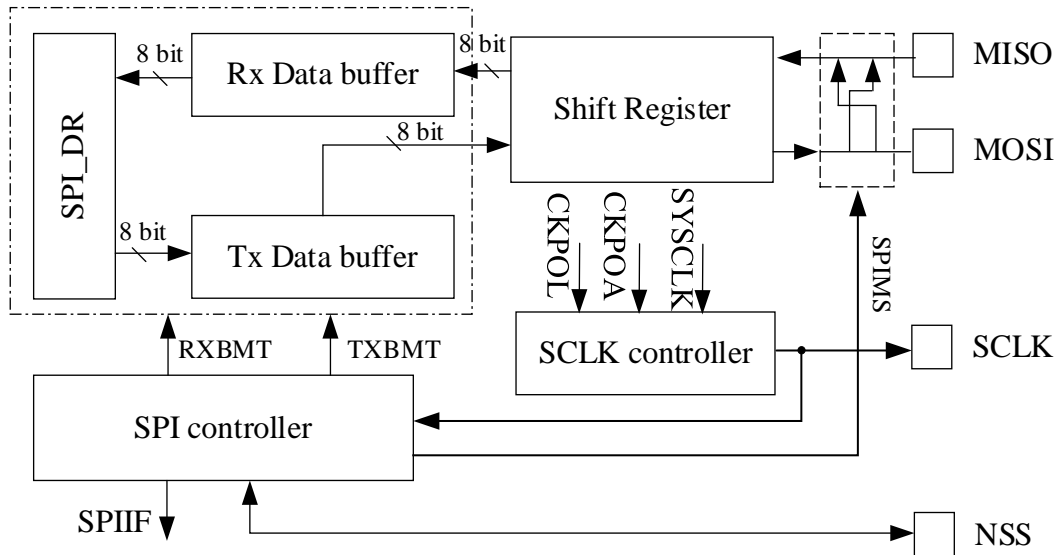 8 bit
Rx Data buffer
8 bit
Shift Register
MISO
SPI_DR
8 bit
MOSI
8 bit
Tx Data buffer
CKPOL
CKPOA
SYSCLK
SPIMS
RXBMT
TXBMT
SCLK controller
SCLK
SPI controller
SPIIF
NSS